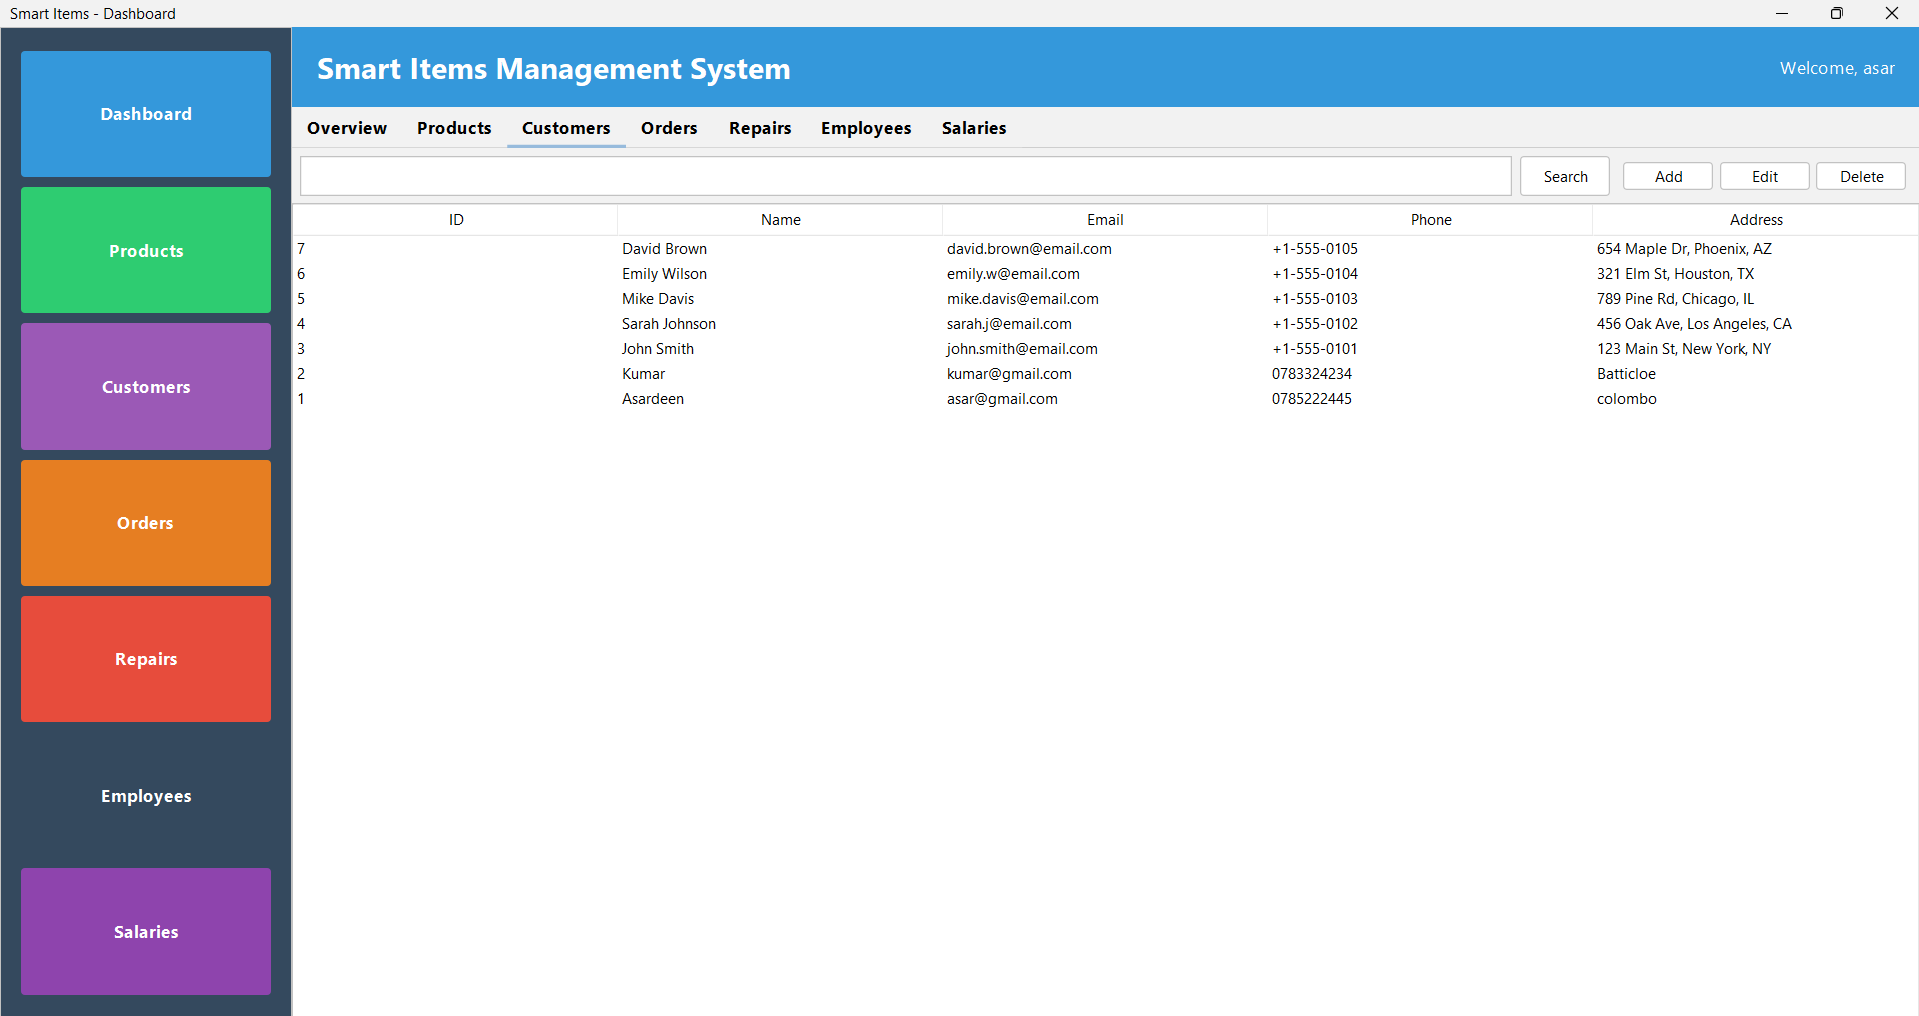 Smart Items - Dashboard
Smart Items Management System
Welcome, asar
Dashboard
Products
Customers
Orders
Repairs
Employees
Salaries
Overview Products Customers Orders Repairs Employees Salaries
Search Add Edit Delete
ID Name Email Phone Address
7 David Brown david.brown@email.com +1-555-0105 654 Maple Dr, Phoenix, AZ
6 Emily Wilson emily.w@email.com +1-555-0104 321 Elm St, Houston, TX
5 Mike Davis mike.davis@email.com +1-555-0103 789 Pine Rd, Chicago, IL
4 Sarah Johnson sarah.j@email.com +1-555-0102 456 Oak Ave, Los Angeles, CA
3 John Smith john.smith@email.com +1-555-0101 123 Main St, New York, NY
2 Kumar kumar@gmail.com 0783324234 Batticloe
1 Asardeen asar@gmail.com 0785222445 colombo